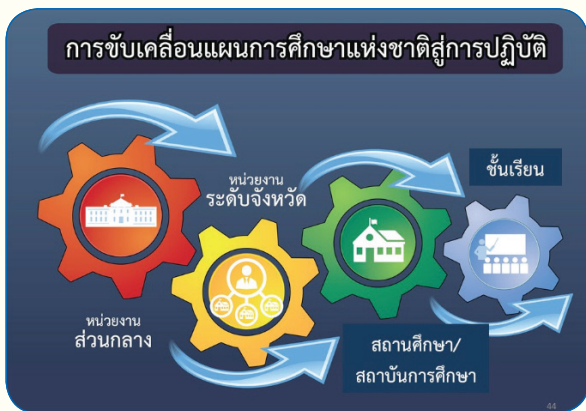 การขับเคลื่อนแผนการศึกษาแห่งชาติสู่การปฏิบัติ
หน่วยงาน
ระดับจังหวัด
ชั้นเรียน
หน่วยงาน
ส่วนกลาง
สถานศึกษา/
สถาบันการศึกษา
44